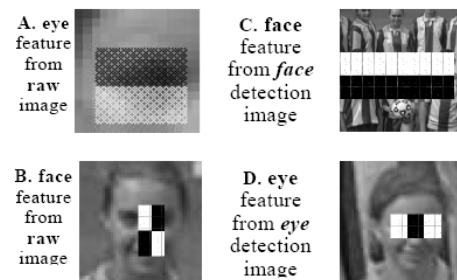 A. eye
feature
from
raw
image
C. face
feature
from face
detection
image
B. face
feature
from
raw
image
D. eye
feature
from eye
detection
image